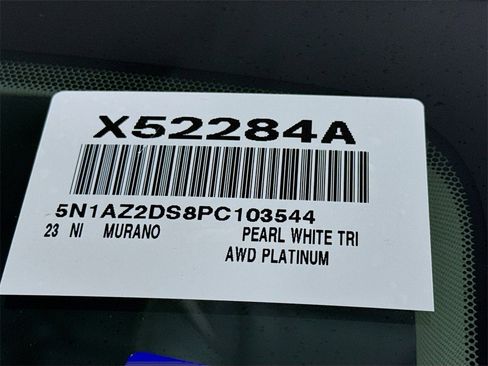 X52284A
5N1AZ2DS8PC103544
23 NI MURANO PEARL WHITE TRI
AWD PLATINUM